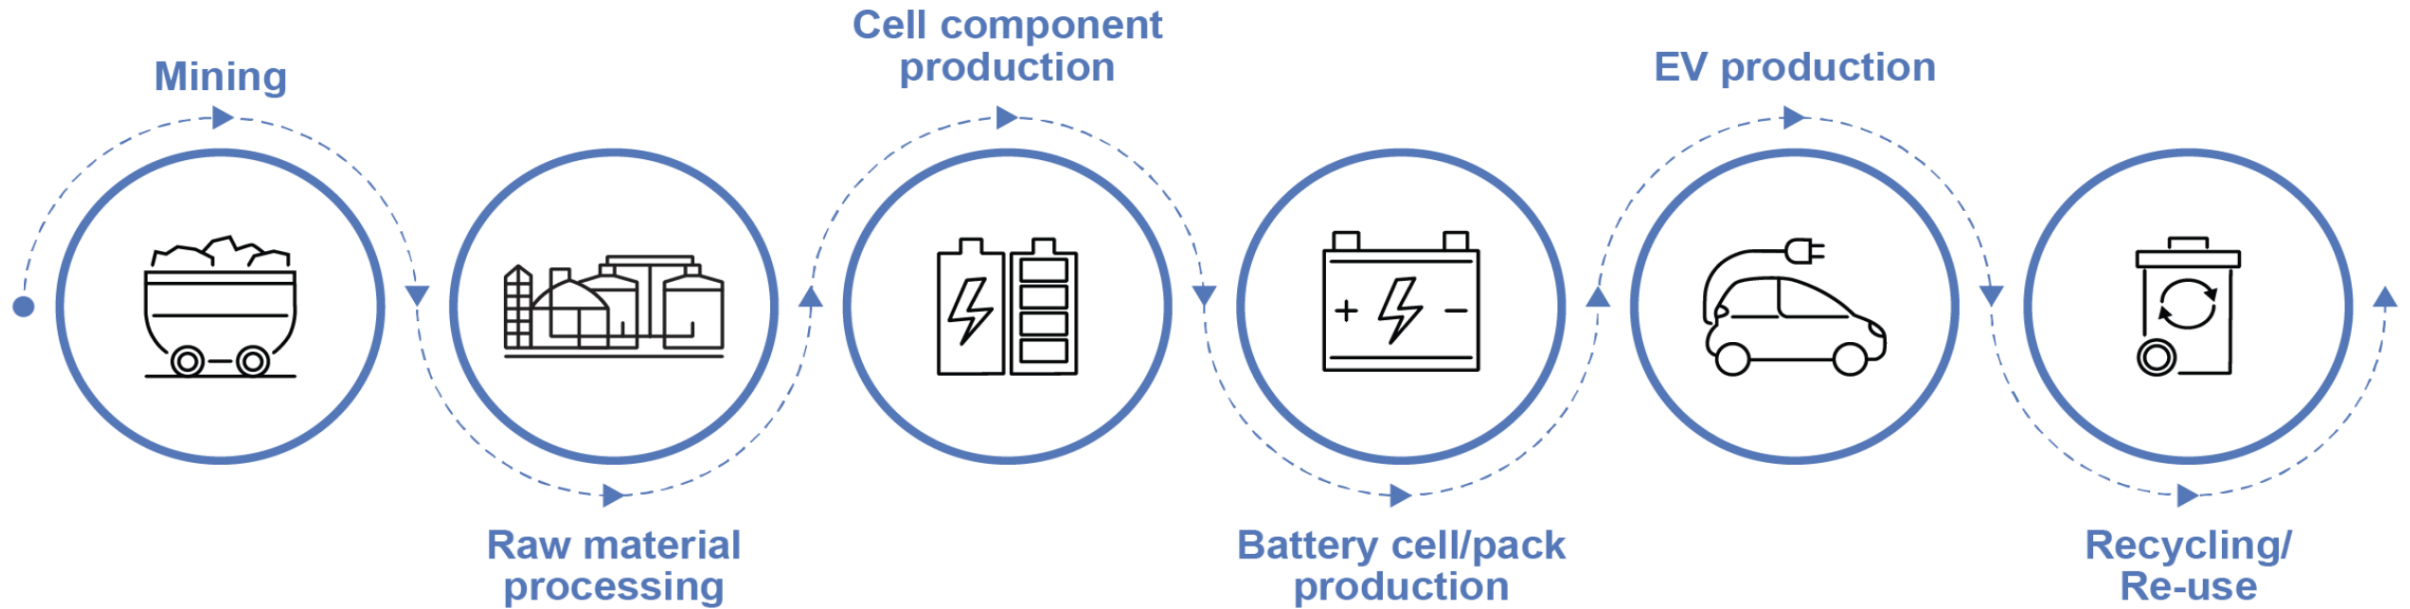 Mining
Raw material
processing
Cell component
production
Battery cell/pack
production
EV production
Recycling/
Re-use